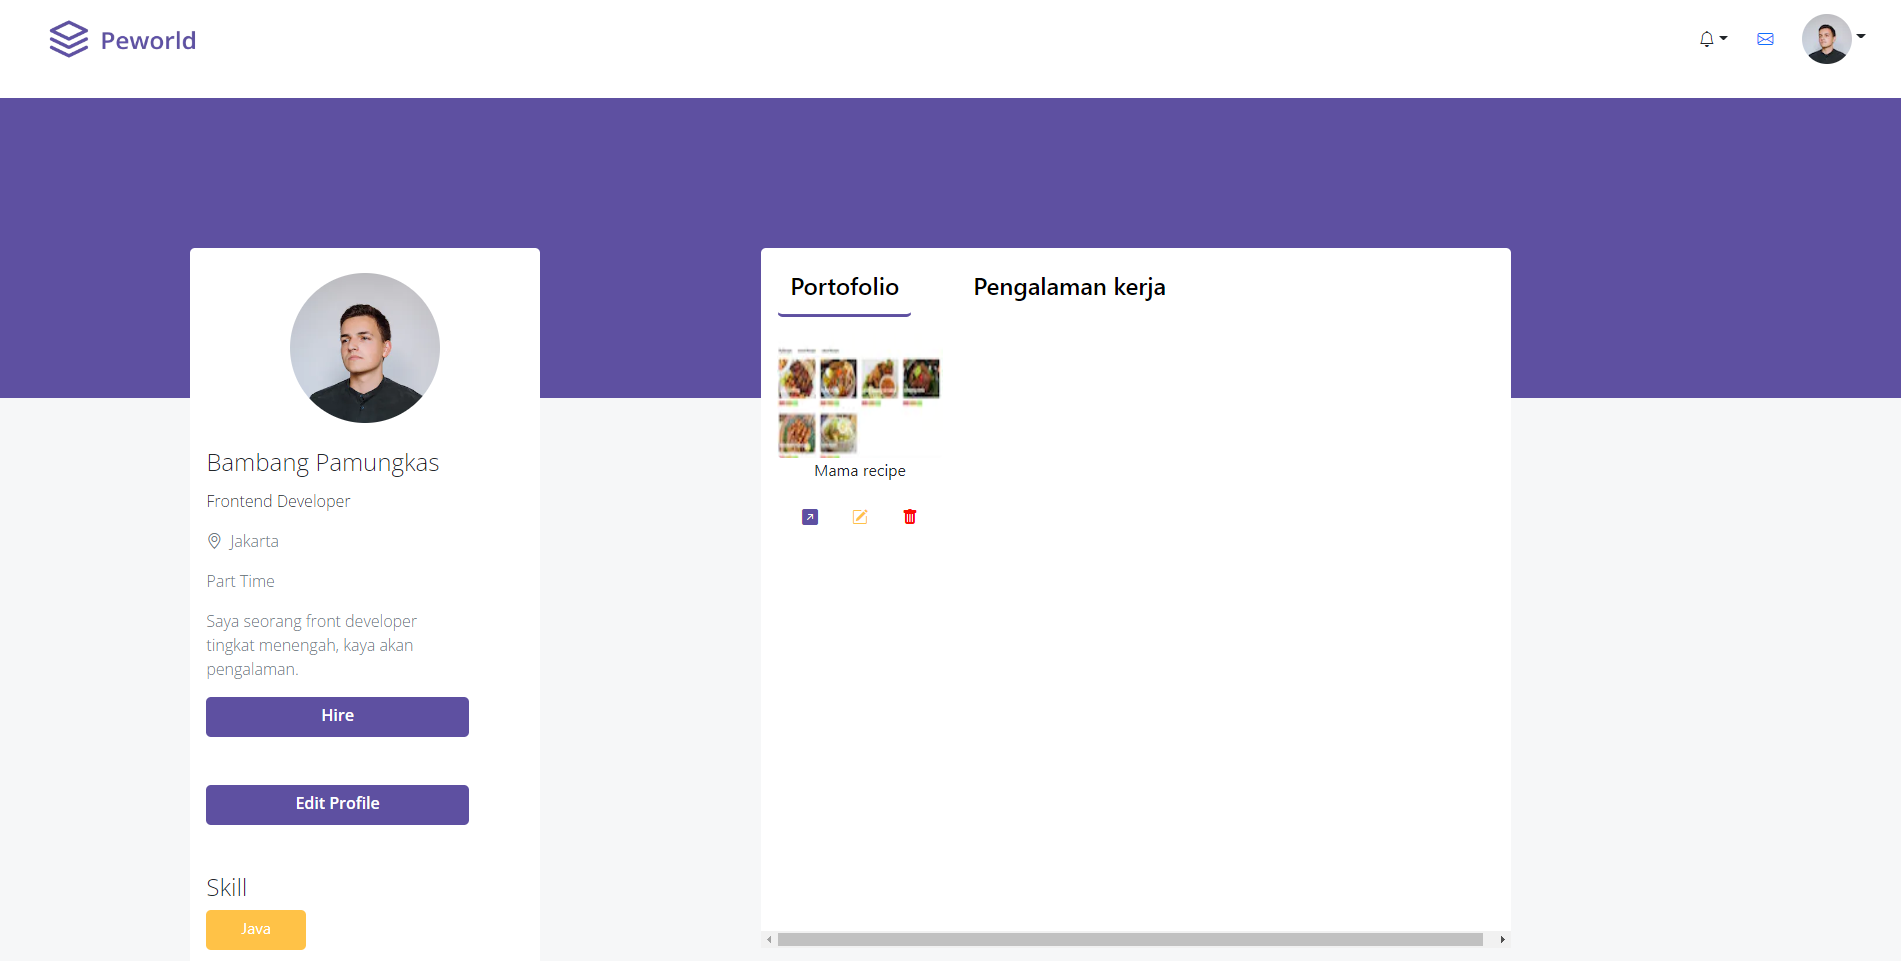 Peworld
Bambang Pamungkas
Frontend Developer
Jakarta
Part Time
Saya seorang front developer
tingkat menengah, kaya akan
pengalaman.
Hire
Edit Profile
Skill
Java
Portofolio
Pengalaman kerja
Mama recipe